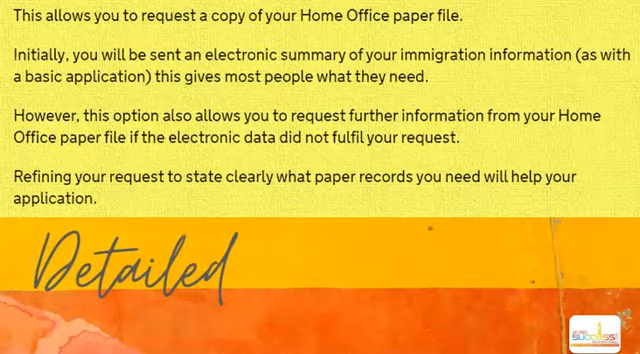 This allows you to request a copy of your Home Office paper file.
Initially, you will be sent an electronic summary of your immigration information (as with
a basic application) this gives most people what they need.
However, this option also allows you to request further information from your Home
Office paper file if the electronic data did not fulfil your request.
Refining your request to state clearly what paper records you need will help your
application.
Detailed
success!